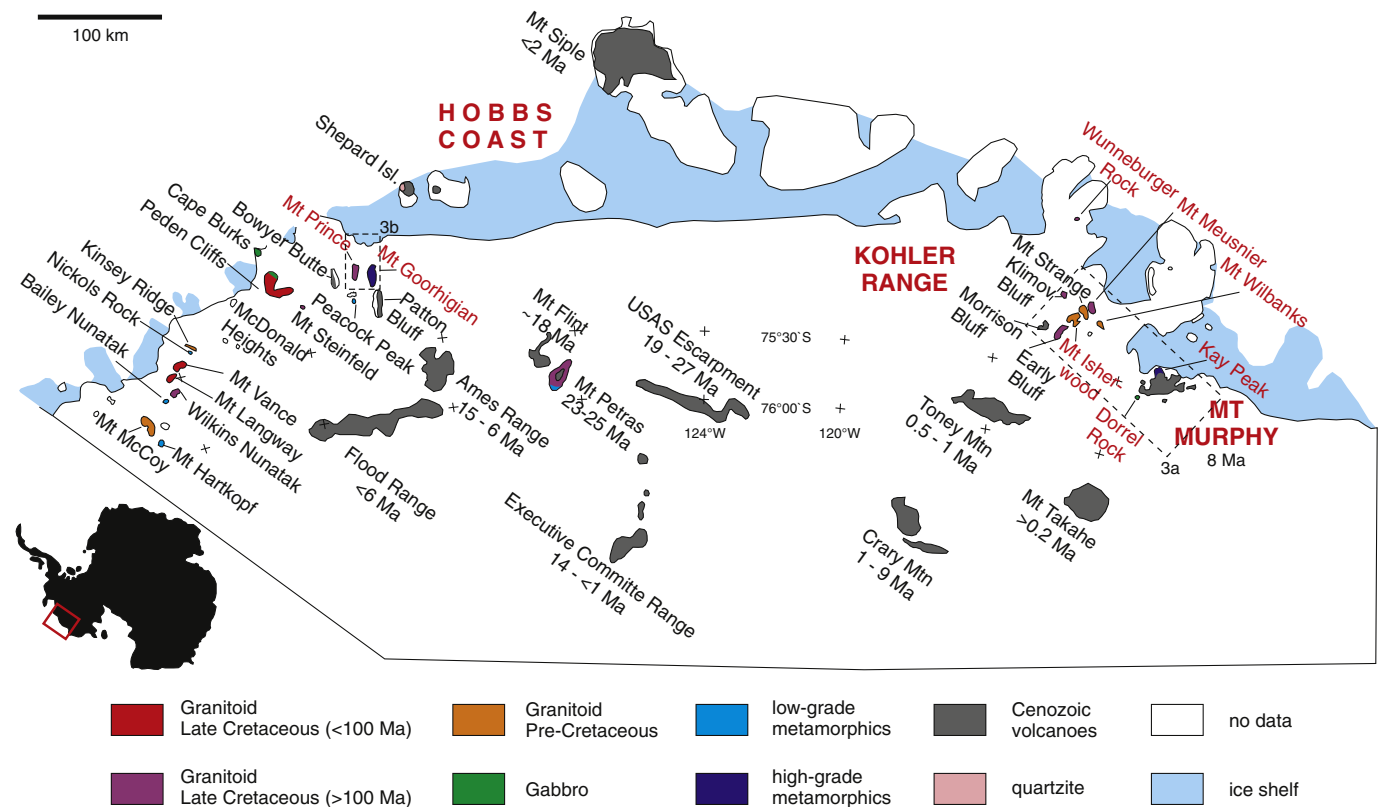 100 km
Mt Siple
<2 Ma
HOBBS
COAST
Shepard Isl.
Cape Burks
Peden Cliffs
Bowyer Butte
Mt Prince
3b
Mt Goorhigian
Kinsey Ridge
Nickols Rock
Bailey Nunatak
McDonald
Heights
Mt Steinfeld
Peacock Peak
Patton
Bluff
Mt Vance
Mt Langway
Wilkins Nunatak
Mt McCoy
Mt Hartkopf
Flood Range
<6 Ma
Ames Range
15 - 6 Ma
Mt Flint
~18 Ma
Mt Petras
23-25 Ma
USAS Escarpment
19 - 27 Ma
Executive Committe Range
14 - <1 Ma
75°30`S
76°00`S
124°W
120°W
KOHLER
RANGE
Wunneburger
Rock
Mt Meusnier
Mt Wilbanks
Mt Strange
Klimov
Bluff
Morrison
Bluff
Early
Bluff
Mt Isher-
wood
Kay Peak
Dorrel
Rock
MT
MURPHY
8 Ma
3a
Toney Mtn
0.5 - 1 Ma
Mt Takahe
>0.2 Ma
Crary Mtn
1 - 9 Ma
Granitoid
Late Cretaceous (<100 Ma)
Granitoid
Pre-Cretaceous
low-grade
metamorphics
Cenozoic
volcanoes
no data
Granitoid
Late Cretaceous (>100 Ma)
Gabbro
high-grade
metamorphics
quartzite
ice shelf